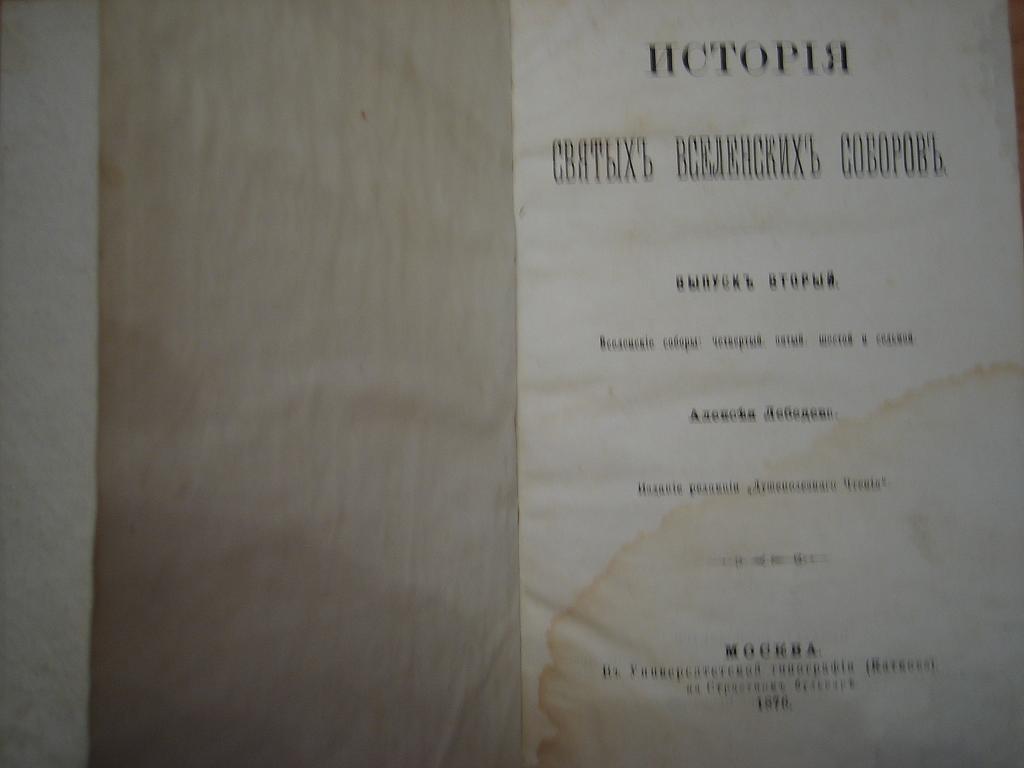 ИСТОРІЯ
СВЯТЫХЪ ВСЕЛЕНСКИХЪ СОБОРОВЪ.
ВЫПУСКЪ ВТОРЫЙ.
Вселенскіе соборы: четвертый, пятый, шестой и седьмой.
Алексѣя Лебедева.
Изданіе редакціи „Душеполезнаго Чтенія“.
МОСКВА.
Въ Университетской типографіи (Катковъ),
на Страстномъ бульварѣ.